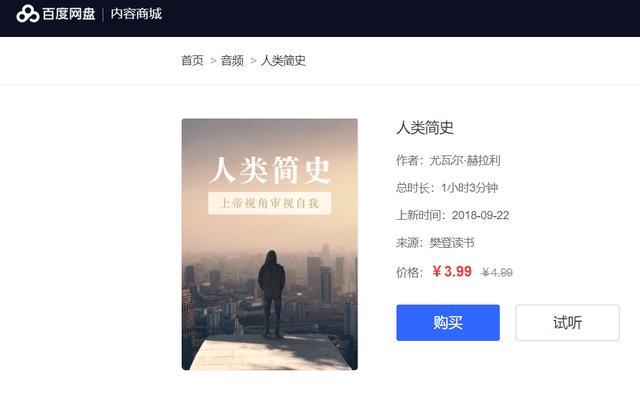 百度网盘 | 内容商城
首页 > 音频 > 人类简史
人类简史
上帝视角审视自我
人类简史
作者：尤瓦尔·赫拉利
总时长：1小时3分钟
上新时间：2018-09-22
来源：樊登读书
价格：￥3.99 ￥4.99
购买 试听